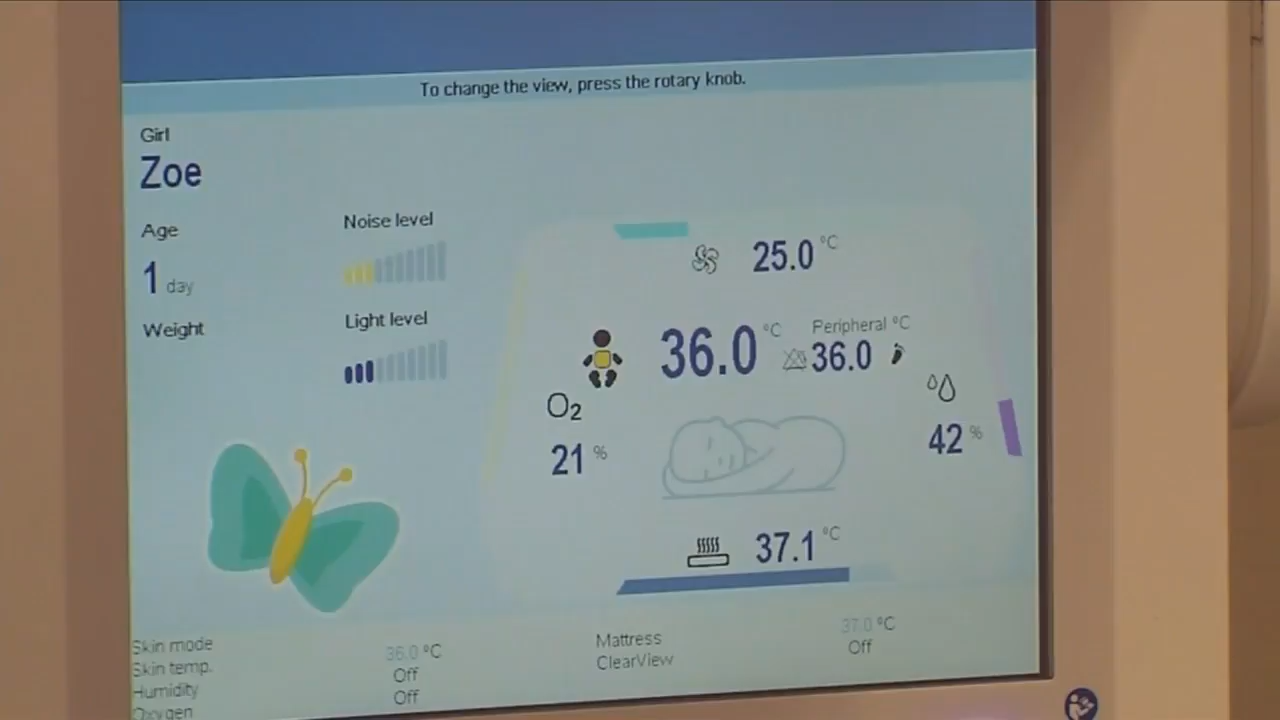 To change the view, press the rotary knob.
Girl
Zoe
Age
1 day
Weight
Noise level
Light level
25.0 °C
36.0 °C
Peripheral °C
36.0
O2
21 %
42 %
37.1 °C
Skin mode
Skin temp. 36.0 °C
Humidity Off
Oxygen Off
Mattress 37.0 °C
ClearView Off